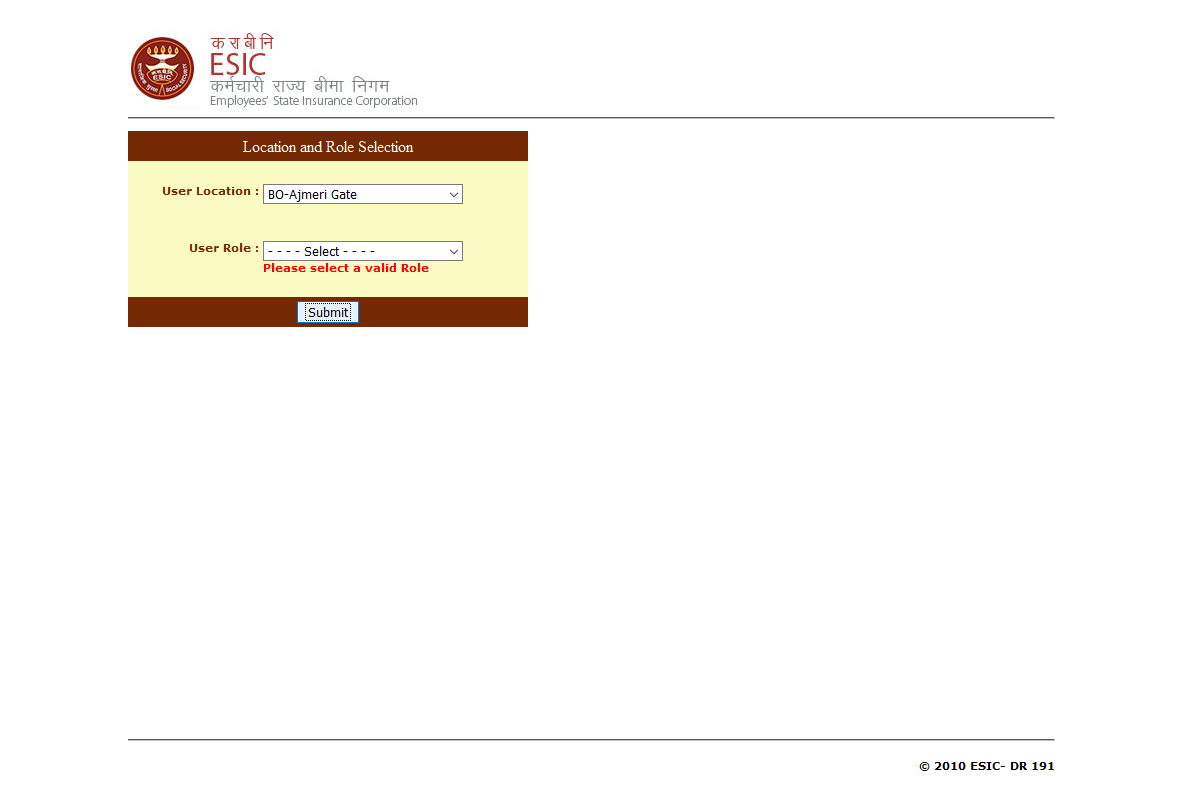 क रा बी नि
ESIC
कर्मचारी राज्य बीमा निगम
Employees' State Insurance Corporation
Location and Role Selection
User Location : BO-Ajmeri Gate
User Role : - - - - Select - - - -
Please select a valid Role
Submit
© 2010 ESIC- DR 191